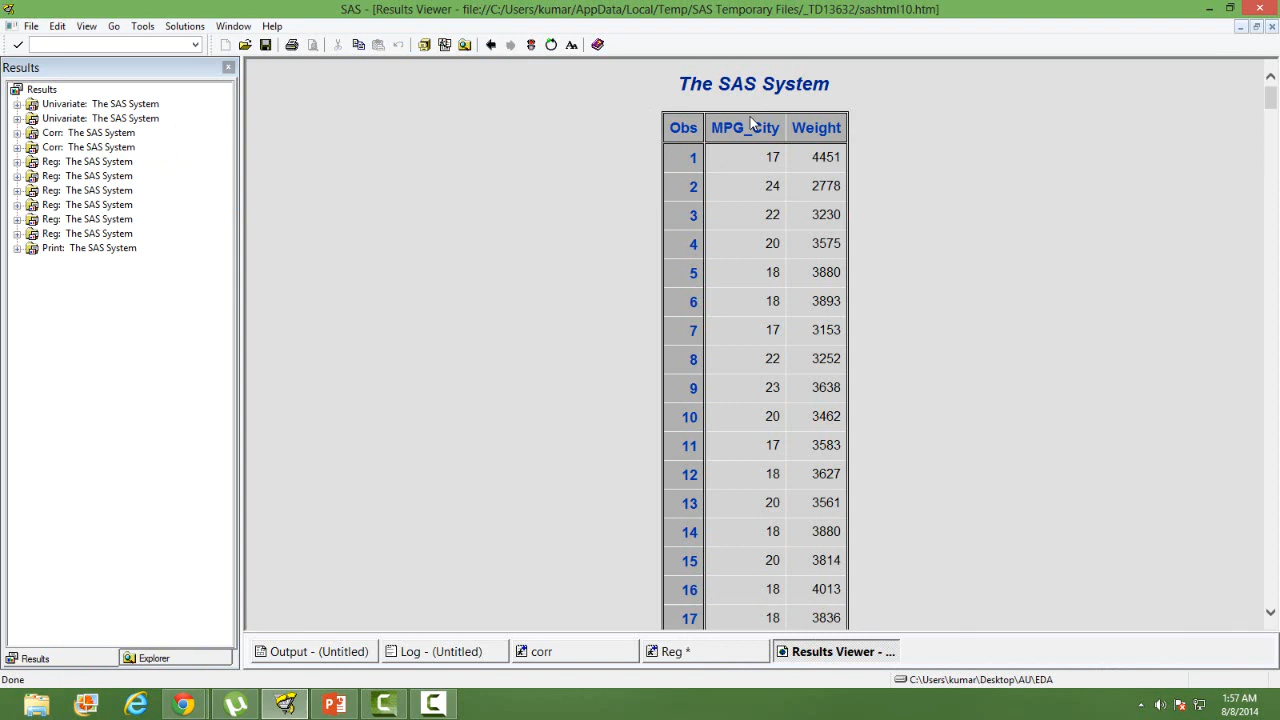 SAS - [Results Viewer - file://C:/Users/kumar/AppData/Local/Temp/SAS Temporary Files/_TD13632/sashtml10.htm]
File Edit View Go Tools Solutions Window Help
Results
Results
Univariate: The SAS System
Univariate: The SAS System
Corr: The SAS System
Corr: The SAS System
Reg: The SAS System
Reg: The SAS System
Reg: The SAS System
Reg: The SAS System
Reg: The SAS System
Reg: The SAS System
Print: The SAS System
Results Explorer
The SAS System
Obs MPG_City Weight
1 17 4451
2 24 2778
3 22 3230
4 20 3575
5 18 3880
6 18 3893
7 17 3153
8 22 3252
9 23 3638
10 20 3462
11 17 3583
12 18 3627
13 20 3561
14 18 3880
15 20 3814
16 18 4013
17 18 3836
Output - (Untitled) Log - (Untitled) corr Reg * Results Viewer - ...
Done C:\Users\kumar\Desktop\AU\EDA
1:57 AM
8/8/2014